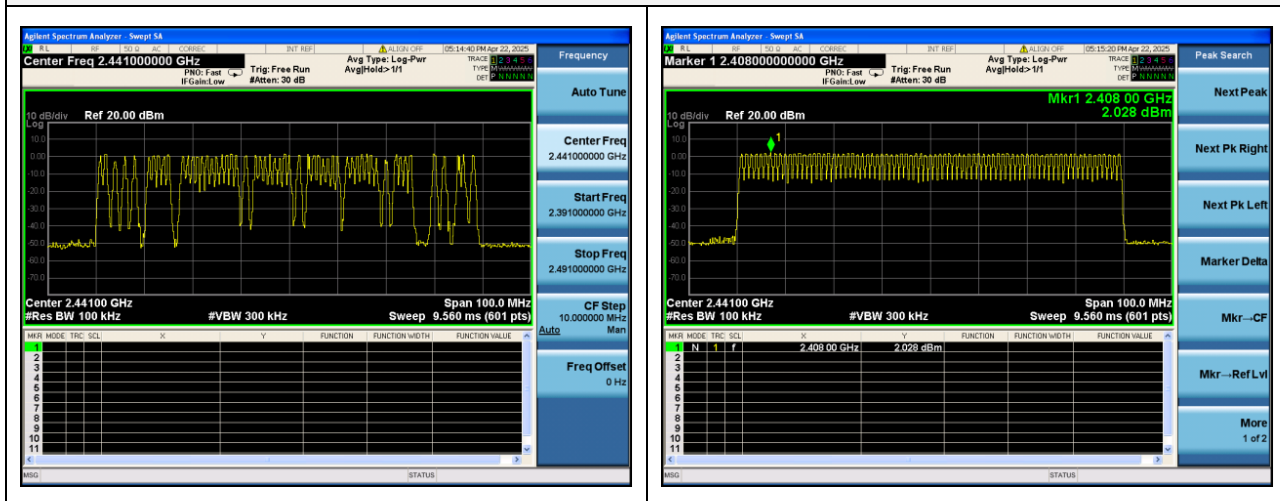 Agilent Spectrum Analyzer - Swept SA
RL RF 50 Ω AC CORREC INT REF ALIGN OFF 05:14:40 PM Apr 22, 2025
Center Freq 2.441000000 GHz
PNO: Fast
IFGain:Low
Trig: Free Run
#Atten: 30 dB
Avg Type: Log-Pwr
Avg|Hold:>1/1
TRACE 1 2 3 4 5 6
TYPE M
DET P N N N N N
10 dB/div Ref 20.00 dBm
Log
10.0
0.00
-10.0
-20.0
-30.0
-40.0
-50.0
-60.0
-70.0
Center 2.44100 GHz Span 100.0 MHz
#Res BW 100 kHz #VBW 300 kHz Sweep 9.560 ms (601 pts)
MKR MODE TRC SCL X Y FUNCTION FUNCTION WIDTH FUNCTION VALUE
1
2
3
4
5
6
7
8
9
10
11
MSG STATUS
Frequency
Auto Tune
Center Freq
2.441000000 GHz
Start Freq
2.391000000 GHz
Stop Freq
2.491000000 GHz
CF Step
10.000000 MHz
Auto Man
Freq Offset
0 Hz
Agilent Spectrum Analyzer - Swept SA
RL RF 50 Ω AC CORREC INT REF ALIGN OFF 05:15:20 PM Apr 22, 2025
Marker 1 2.408000000000 GHz
PNO: Fast
IFGain:Low
Trig: Free Run
#Atten: 30 dB
Avg Type: Log-Pwr
Avg|Hold:>1/1
TRACE 1 2 3 4 5 6
TYPE M
DET P N N N N N
Mkr1 2.408 00 GHz
2.028 dBm
10 dB/div Ref 20.00 dBm
Log
10.0
0.00
-10.0
-20.0
-30.0
-40.0
-50.0
-60.0
-70.0
1
Center 2.44100 GHz Span 100.0 MHz
#Res BW 100 kHz #VBW 300 kHz Sweep 9.560 ms (601 pts)
MKR MODE TRC SCL X Y FUNCTION FUNCTION WIDTH FUNCTION VALUE
1 N 1 f 2.408 00 GHz 2.028 dBm
2
3
4
5
6
7
8
9
10
11
MSG STATUS
Peak Search
Next Peak
Next Pk Right
Next Pk Left
Marker Delta
Mkr→CF
Mkr→Ref Lvl
More
1 of 2